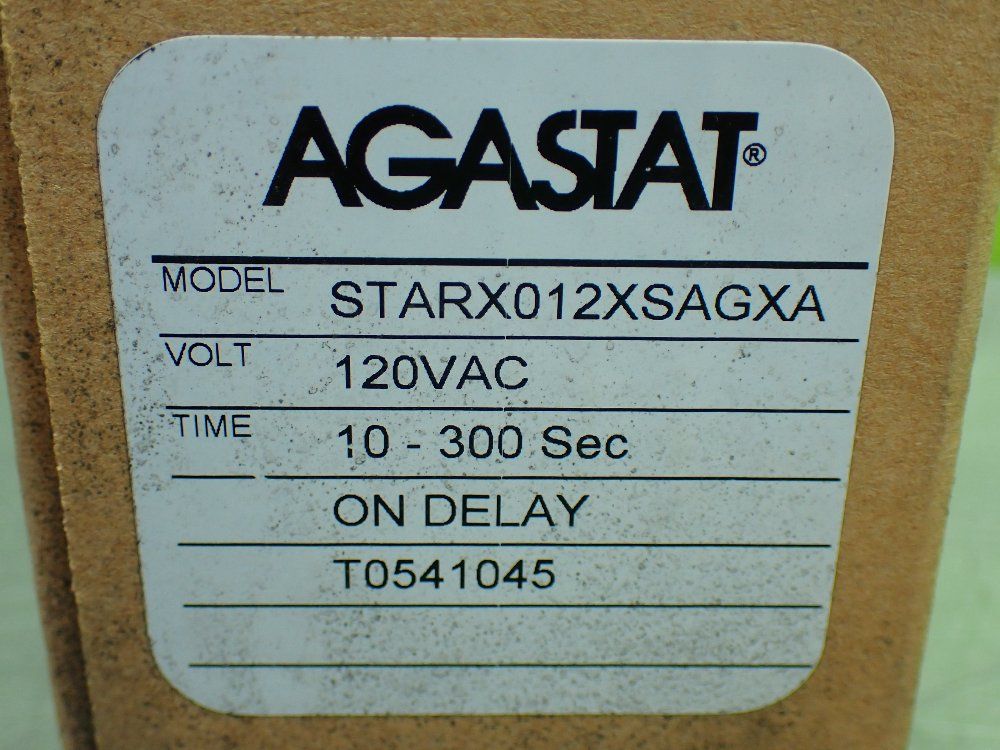 AGASTAT®
MODEL STARX012XSAGXA
VOLT 120VAC
TIME 10 - 300 Sec
ON DELAY
T0541045